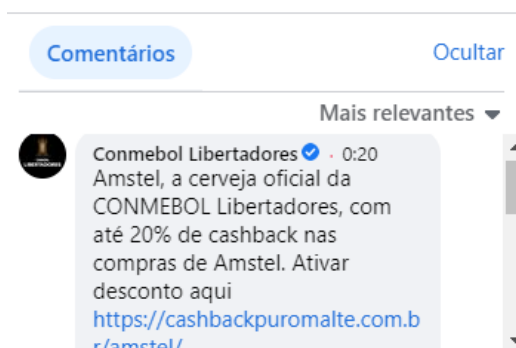 Comentários
Ocultar
Mais relevantes
Conmebol Libertadores · 0:20
Amstel, a cerveja oficial da
CONMEBOL Libertadores, com
até 20% de cashback nas
compras de Amstel. Ativar
desconto aqui
https://cashbackpuromalte.com.b
r/amstel/